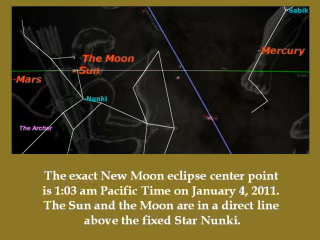 Sabik
-Mercury
The Moon
Sun
-Mars
-Nunki
The Archer
The exact New Moon eclipse center point
is 1:03 am Pacific Time on January 4, 2011.
The Sun and the Moon are in a direct line
above the fixed Star Nunki.